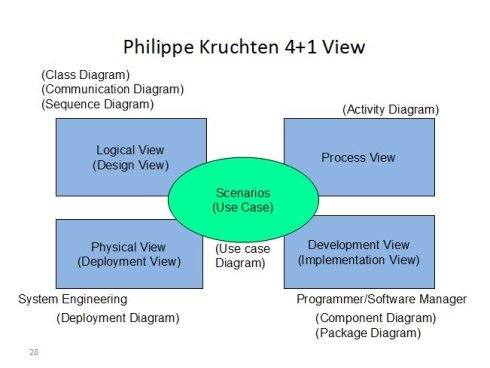 Philippe Kruchten 4+1 View
(Class Diagram)
(Communication Diagram)
(Sequence Diagram)
(Activity Diagram)
Logical View
(Design View)
Process View
Scenarios
(Use Case)
Physical View
(Deployment View)
(Use case
Diagram)
Development View
(Implementation View)
System Engineering
(Deployment Diagram)
Programmer/Software Manager
(Component Diagram)
(Package Diagram)
28